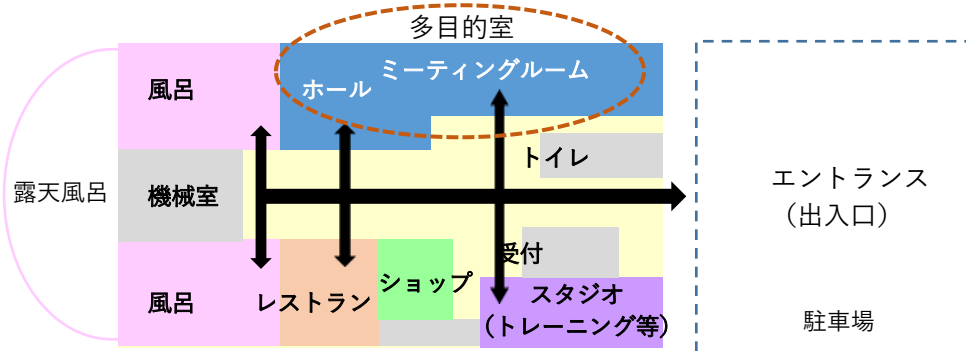 多目的室
ミーティングルーム
ホール
風呂
トイレ
露天風呂
機械室
エントランス
（出入口）
受付
風呂
レストラン
ショップ
スタジオ
（トレーニング等）
駐車場